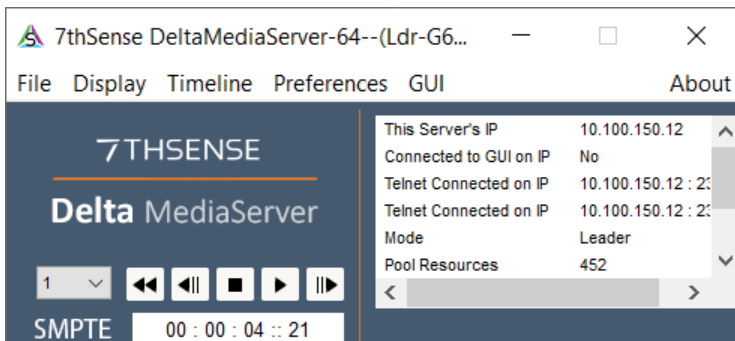 7thSense DeltaMediaServer-64--(Ldr-G6...
File Display Timeline Preferences GUI About
7THSENSE
Delta MediaServer
1
SMPTE 00 : 00 : 04 :: 21
This Server's IP 10.100.150.12
Connected to GUI on IP No
Telnet Connected on IP 10.100.150.12 : 23
Telnet Connected on IP 10.100.150.12 : 23
Mode Leader
Pool Resources 452